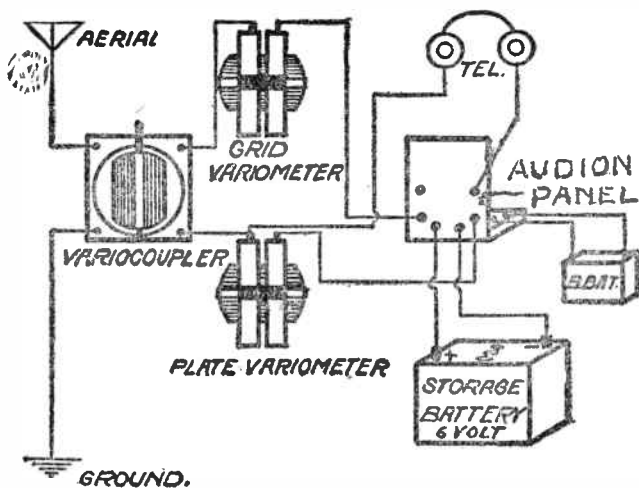 AERIAL
TEL.
GRID
VARIOMETER
AUDION
PANEL
VARIOCOUPLER
B.BAT.
PLATE VARIOMETER
+ -
STORAGE
BATTERY
6 VOLT
GROUND.